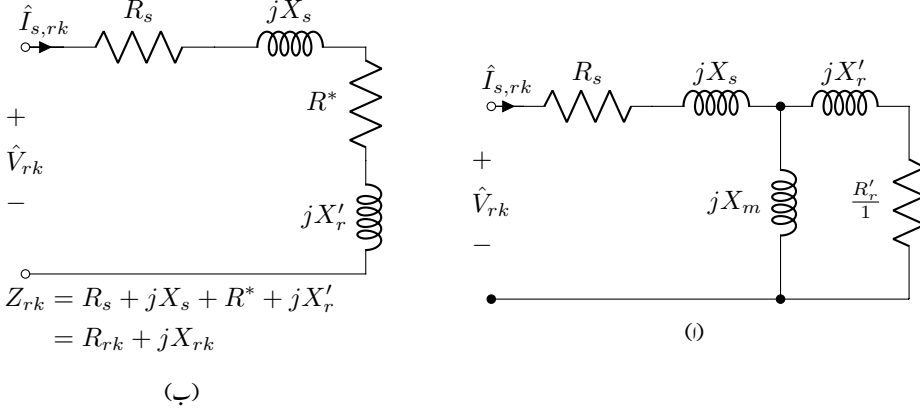 Î_{s,rk}
R_s
jX_s
R^*
+
V̂_{rk}
−
jX'_r
Z_{rk} = R_s + jX_s + R^* + jX'_r
= R_{rk} + jX_{rk}
(ب)
Î_{s,rk}
R_s
jX_s
jX'_r
+
V̂_{rk}
−
jX_m
R'_r/1
(ا)